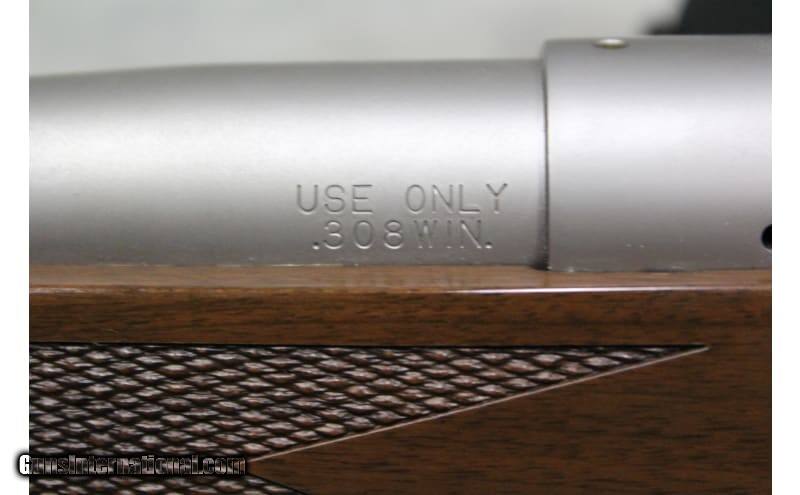 USE ONLY
.308 WIN.
GunsInternational.com